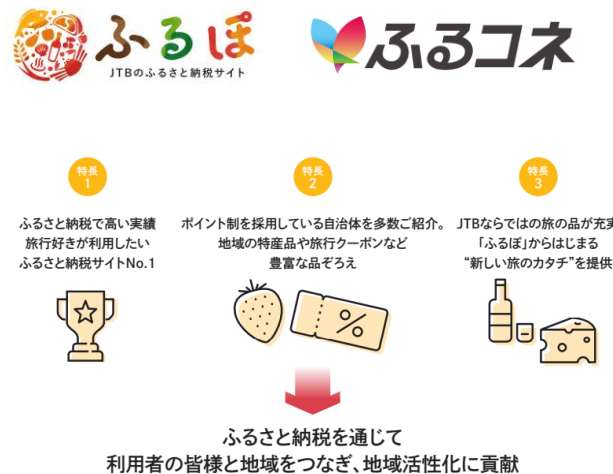 ふるぽ
JTBのふるさと納税サイト
ふるコネ
特長
1
ふるさと納税で高い実績
旅行好きが利用したい
ふるさと納税サイトNo.1
特長
2
ポイント制を採用している自治体を多数ご紹介。
地域の特産品や旅行クーポンなど
豊富な品ぞろえ
%
特長
3
JTBならではの旅の品が充実
「ふるぽ」からはじまる
“新しい旅のカタチ”を提供
ふるさと納税を通じて
利用者の皆様と地域をつなぎ、地域活性化に貢献